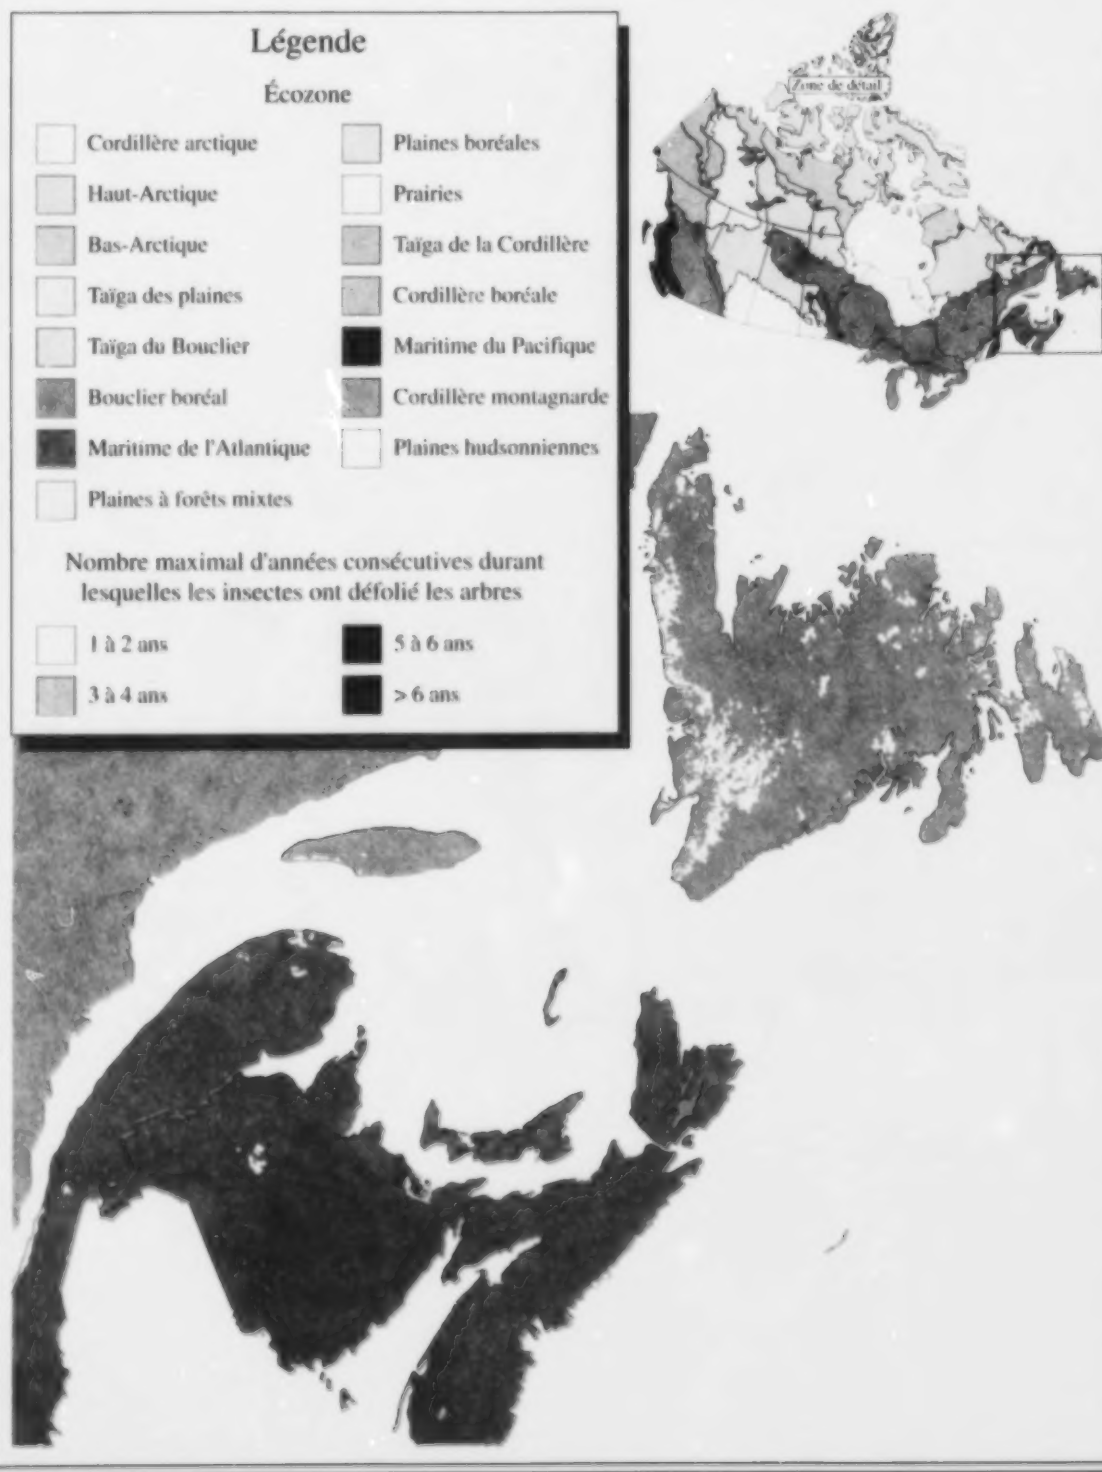 Légende
Écozone
Cordillère arctique
Haut-Arctique
Bas-Arctique
Taïga des plaines
Taïga du Bouclier
Bouclier boréal
Maritime de l'Atlantique
Plaines à forêts mixtes
Plaines boréales
Prairies
Taïga de la Cordillère
Cordillère boréale
Maritime du Pacifique
Cordillère montagnarde
Plaines hudsonniennes
Nombre maximal d'années consécutives durant
lesquelles les insectes ont défolié les arbres
1 à 2 ans
3 à 4 ans
5 à 6 ans
> 6 ans
Zone de détail